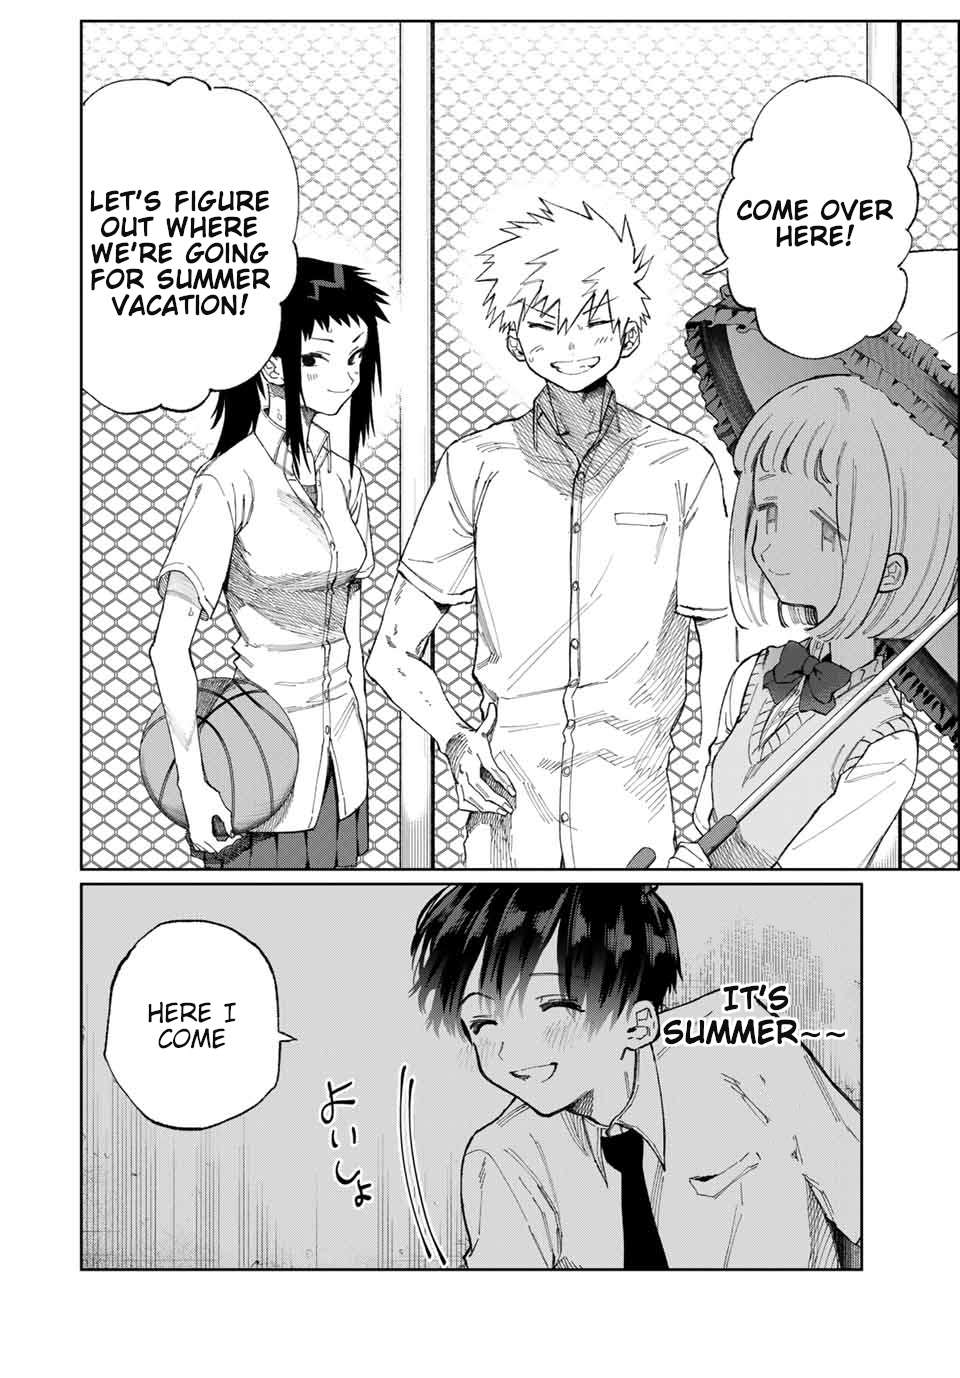 COME OVER
HERE!
LET'S FIGURE
OUT WHERE
WE'RE GOING
FOR SUMMER
VACATION!
IT'S
SUMMER~~
よいしょ
HERE I
COME